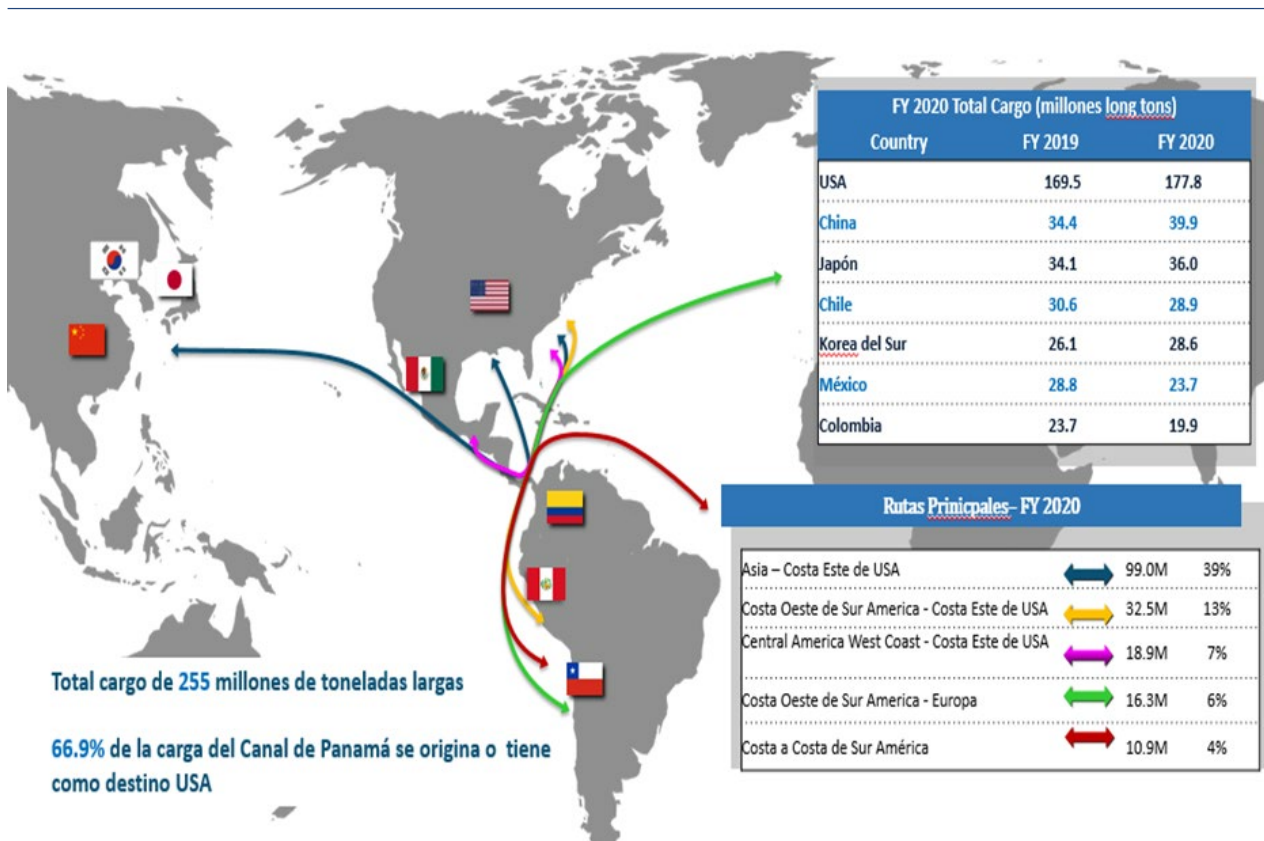 FY 2020 Total Cargo (millones long tons)
Country FY 2019 FY 2020
USA 169.5 177.8
China 34.4 39.9
Japón 34.1 36.0
Chile 30.6 28.9
Korea del Sur 26.1 28.6
México 28.8 23.7
Colombia 23.7 19.9
Rutas Prinicpales– FY 2020
Asia – Costa Este de USA 99.0M 39%
Costa Oeste de Sur America - Costa Este de USA 32.5M 13%
Central America West Coast - Costa Este de USA 18.9M 7%
Costa Oeste de Sur America - Europa 16.3M 6%
Costa a Costa de Sur América 10.9M 4%
Total cargo de 255 millones de toneladas largas
66.9% de la carga del Canal de Panamá se origina o tiene
como destino USA